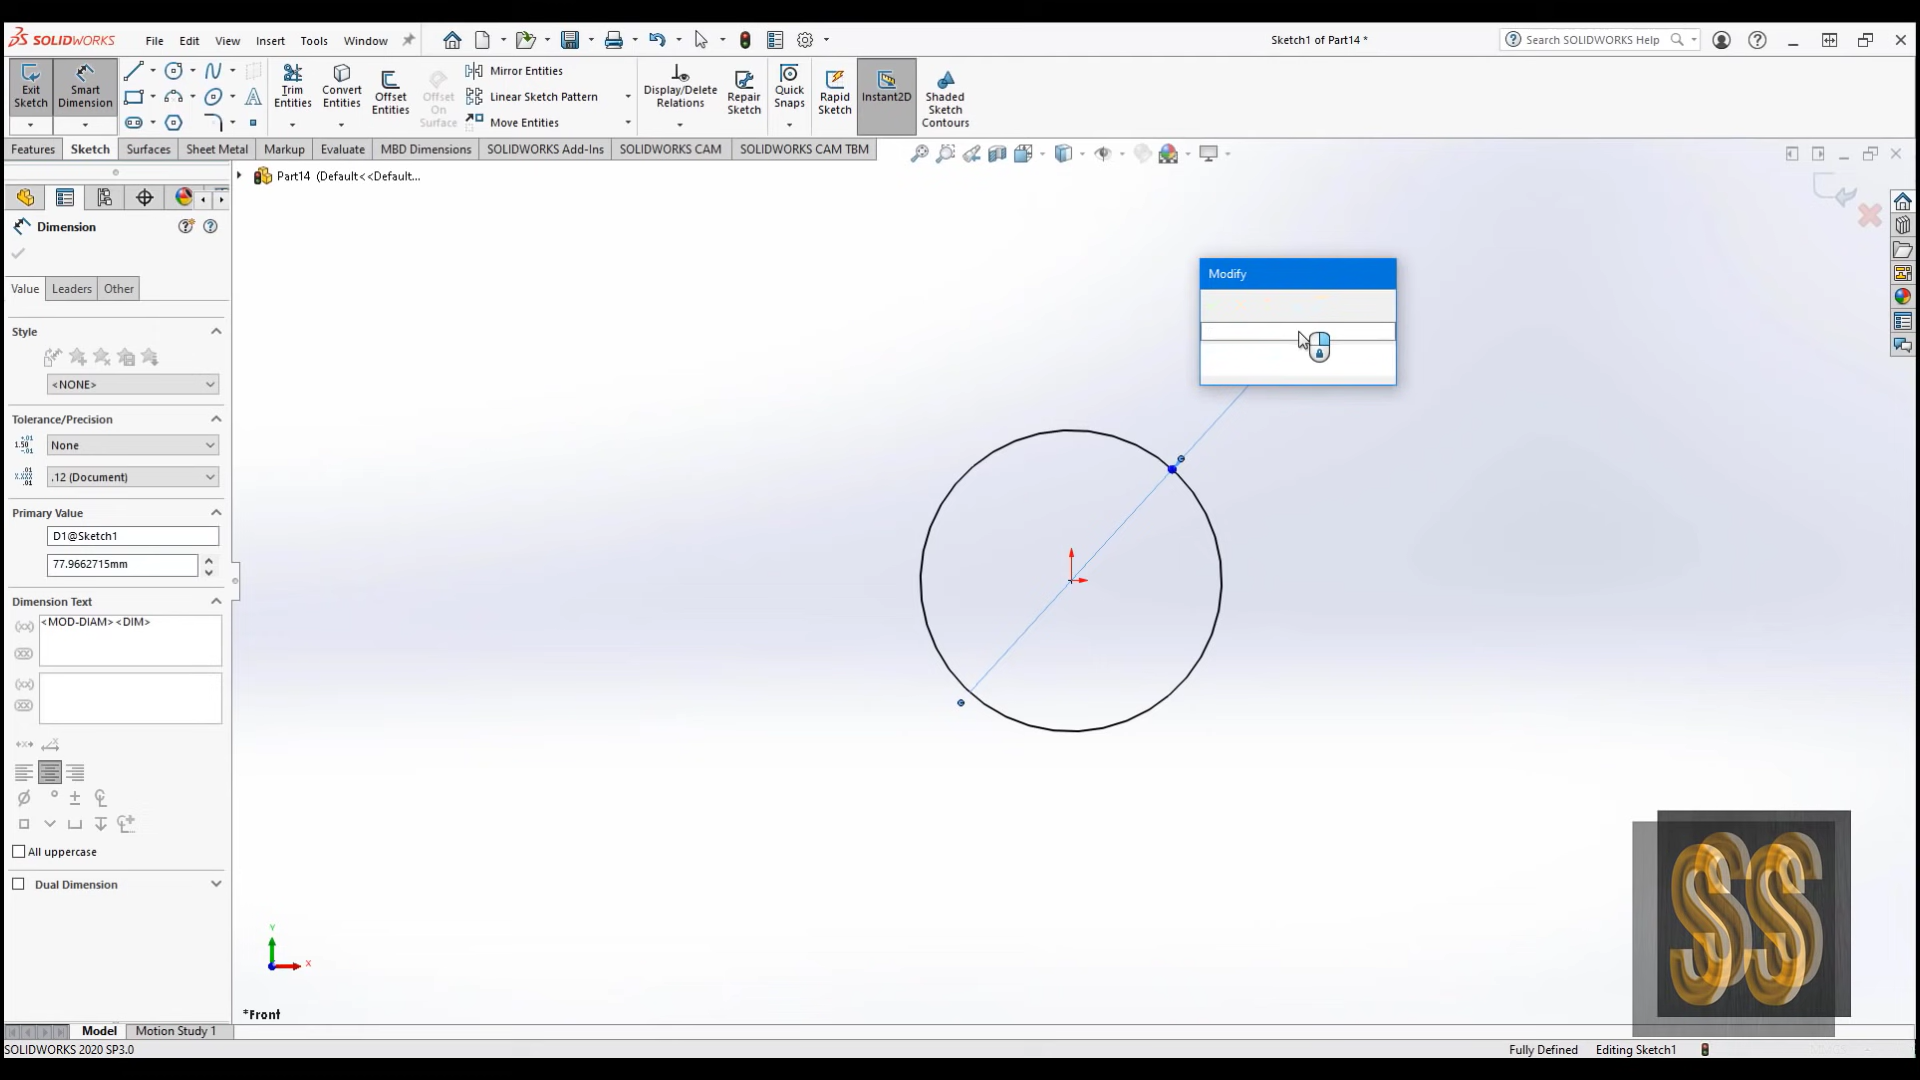 SOLIDWORKS File Edit View Insert Tools Window Sketch1 of Part14 * Search SOLIDWORKS Help
Exit Sketch
Smart Dimension
Trim Entities
Convert Entities
Offset Entities
Offset On Surface
Mirror Entities
Linear Sketch Pattern
Move Entities
Display/Delete Relations
Repair Sketch
Quick Snaps
Rapid Sketch
Instant2D
Shaded Sketch Contours
Features Sketch Surfaces Sheet Metal Markup Evaluate MBD Dimensions SOLIDWORKS Add-Ins SOLIDWORKS CAM SOLIDWORKS CAM TBM
Part14 (Default<<Default...
Dimension
Value Leaders Other
Style
<NONE>
Tolerance/Precision
None
.12 (Document)
Primary Value
D1@Sketch1
77.9662715mm
Dimension Text
<MOD-DIAM><DIM>
All uppercase
Dual Dimension
Modify
Y
X
*Front
SS
Model Motion Study 1
SOLIDWORKS 2020 SP3.0 Fully Defined Editing Sketch1